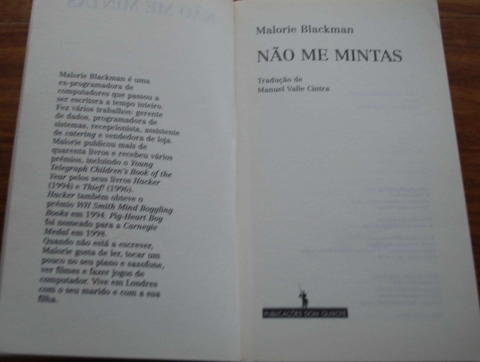 Malorie Blackman é uma
ex-programadora de
computadores que passou a
ser escritora a tempo inteiro.
Fez vários trabalhos: gerente
de dados, programadora de
sistemas, recepcionista, assistente
de catering e vendedora de loja.
Malorie publicou mais de
quarenta livros e recebeu vários
prémios, incluindo o Young
Telegraph Children's Book of the
Year pelos seus livros Hacker
(1994) e Thief! (1996).
Hacker também obteve o
prémio WH Smith Mind Boggling
Books em 1994. Pig-Heart Boy
foi nomeado para a Carnegie
Medal em 1998.
Quando não está a escrever,
Malorie gosta de ler, tocar um
pouco no seu piano e saxofone,
ver filmes e fazer jogos de
computador. Vive em Londres
com o seu marido e com a sua
filha.
Malorie Blackman
NÃO ME MINTAS
Tradução de
Manuel Valle Cintra
PUBLICAÇÕES DOM QUIXOTE